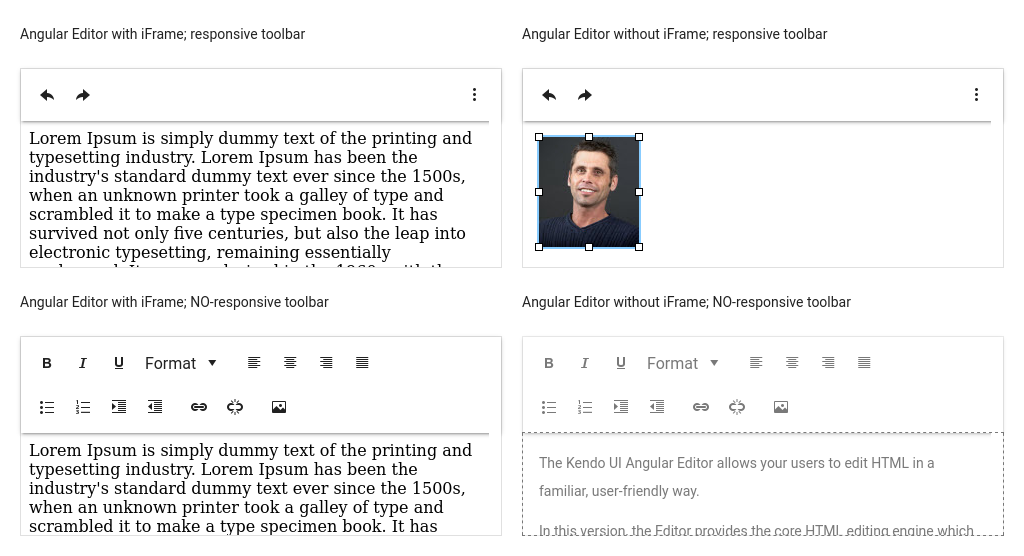 Angular Editor with iFrame; responsive toolbar
Lorem Ipsum is simply dummy text of the printing and
typesetting industry. Lorem Ipsum has been the
industry's standard dummy text ever since the 1500s,
when an unknown printer took a galley of type and
scrambled it to make a type specimen book. It has
survived not only five centuries, but also the leap into
electronic typesetting, remaining essentially
Angular Editor without iFrame; responsive toolbar
Angular Editor with iFrame; NO-responsive toolbar
B I U Format
Lorem Ipsum is simply dummy text of the printing and
typesetting industry. Lorem Ipsum has been the
industry's standard dummy text ever since the 1500s,
when an unknown printer took a galley of type and
scrambled it to make a type specimen book. It has
Angular Editor without iFrame; NO-responsive toolbar
B I U Format
The Kendo UI Angular Editor allows your users to edit HTML in a
familiar, user-friendly way.
In this version, the Editor provides the core HTML editing engine which